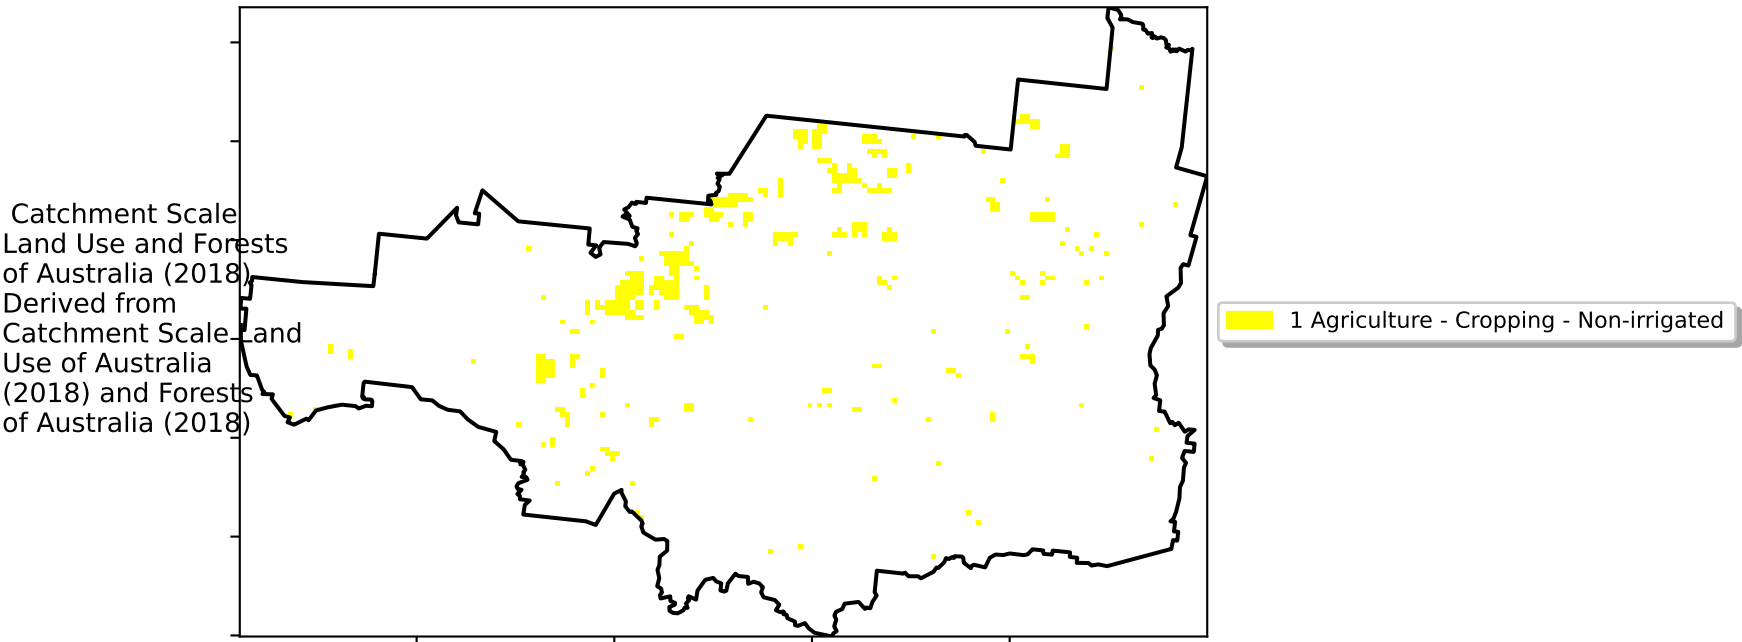 Catchment Scale
Land Use and Forests
of Australia (2018)
Derived from
Catchment Scale Land
Use of Australia
(2018) and Forests
of Australia (2018)
1 Agriculture - Cropping - Non-irrigated